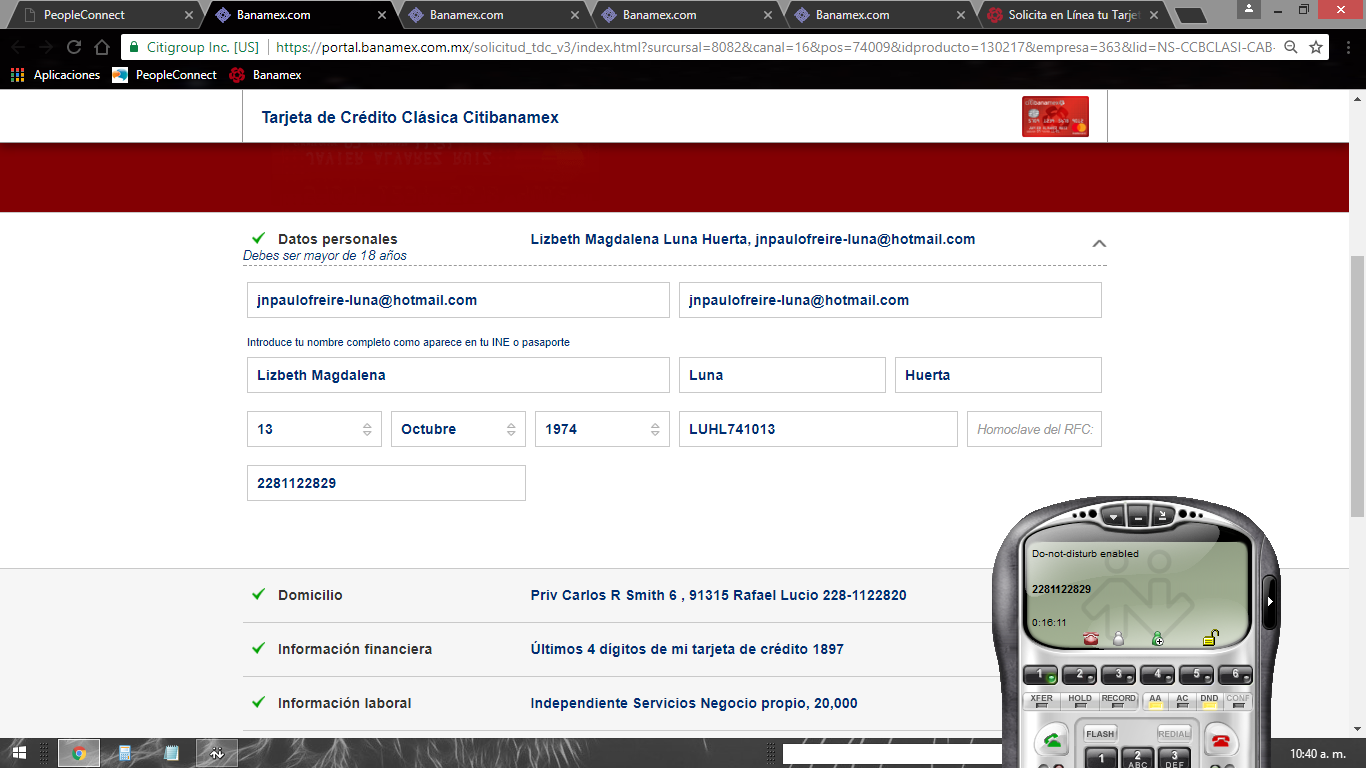 PeopleConnect
Banamex.com
Banamex.com
Banamex.com
Banamex.com
Solicita en Línea tu Tarje
Citigroup Inc. [US] https://portal.banamex.com.mx/solicitud_tdc_v3/index.html?surcursal=8082&canal=16&pos=74009&idproducto=130217&empresa=363&lid=NS-CCBCLASI-CAB-
Aplicaciones PeopleConnect Banamex
Tarjeta de Crédito Clásica Citibanamex
Datos personales Lizbeth Magdalena Luna Huerta, jnpaulofreire-luna@hotmail.com
Debes ser mayor de 18 años
jnpaulofreire-luna@hotmail.com jnpaulofreire-luna@hotmail.com
Introduce tu nombre completo como aparece en tu INE o pasaporte
Lizbeth Magdalena Luna Huerta
13 Octubre 1974 LUHL741013 Homoclave del RFC:
2281122829
Do-not-disturb enabled
2281122829
0:16:11
Domicilio Priv Carlos R Smith 6 , 91315 Rafael Lucio 228-1122820
Información financiera Últimos 4 dígitos de mi tarjeta de crédito 1897
Información laboral Independiente Servicios Negocio propio, 20,000
1 2 3 4 5 6
XFER HOLD RECORD AA AC DND CONF
FLASH REDIAL
1 2 ABC 3 DEF
10:40 a. m.